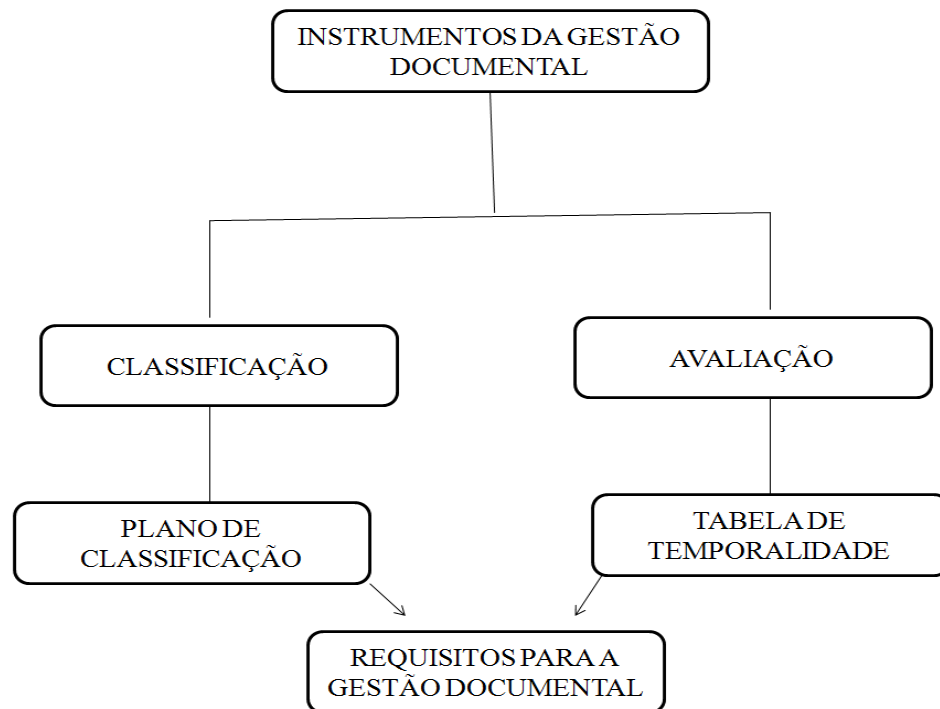 INSTRUMENTOS DA GESTÃO
DOCUMENTAL
CLASSIFICAÇÃO
AVALIAÇÃO
PLANO DE
CLASSIFICAÇÃO
TABELA DE
TEMPORALIDADE
REQUISITOS PARA A
GESTÃO DOCUMENTAL